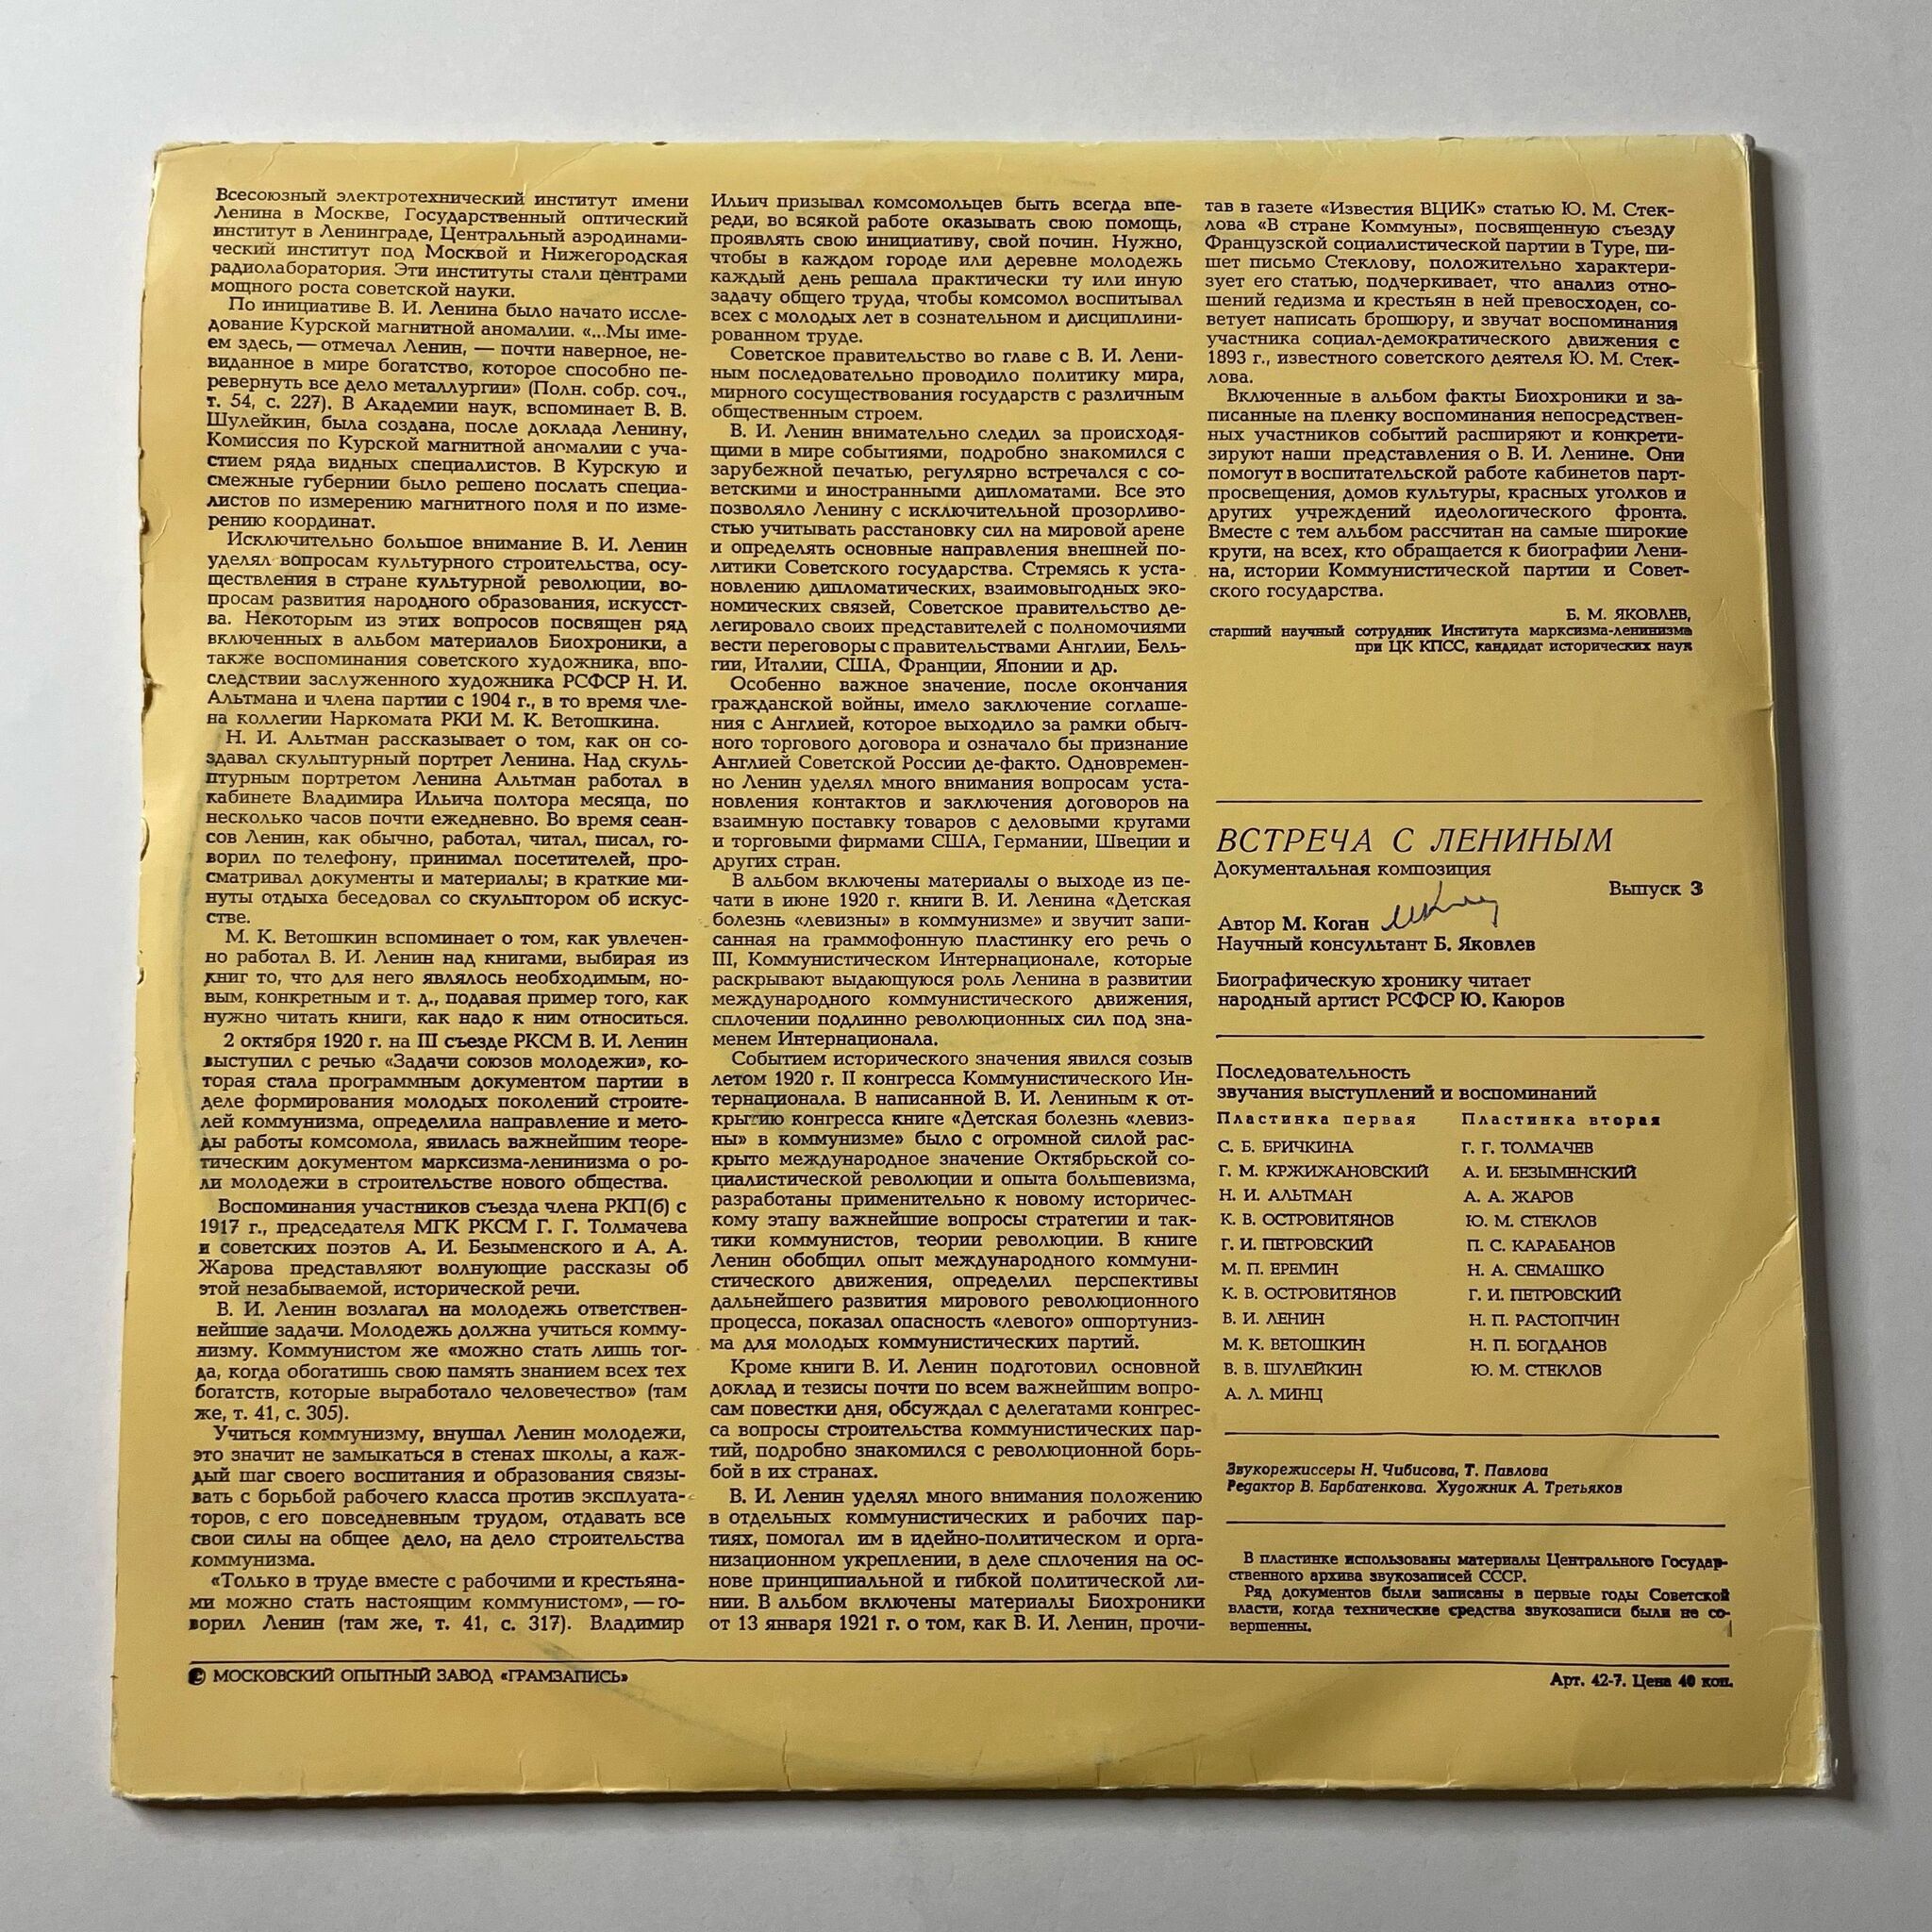 Всесоюзный электротехнический институт имени
Ленина в Москве, Государственный оптический
институт в Ленинграде, Центральный аэродинами-
ческий институт под Москвой и Нижегородская
радиолаборатория. Эти институты стали центрами
мощного роста советской науки.
По инициативе В. И. Ленина было начато иссле-
дование Курской магнитной аномалии. «...Мы име-
ем здесь, — отмечал Ленин, — почти наверное, не-
виданное в мире богатство, которое способно пе-
ревернуть все дело металлургии» (Полн. собр. соч.,
т. 54, с. 227). В Академии наук, вспоминает В. В.
Шулейкин, была создана, после доклада Ленину,
Комиссия по Курской магнитной аномалии с уча-
стием ряда видных специалистов. В Курскую и
смежные губернии было решено послать специа-
листов по измерению магнитного поля и по изме-
рению координат.
Исключительно большое внимание В. И. Ленин
уделял вопросам культурного строительства, осу-
ществления в стране культурной революции, во-
просам развития народного образования, искусст-
ва. Некоторым из этих вопросов посвящен ряд
включенных в альбом материалов Биохроники, а
также воспоминания советского художника, впо-
следствии заслуженного художника РСФСР Н. И.
Альтмана и члена партии с 1904 г., в то время чле-
на коллегии Наркомата РКИ М. К. Ветошкина.
Н. И. Альтман рассказывает о том, как он со-
здавал скульптурный портрет Ленина. Над скуль-
птурным портретом Ленина Альтман работал в
кабинете Владимира Ильича полтора месяца, по
несколько часов почти ежедневно. Во время сеан-
сов Ленин, как обычно, работал, читал, писал, го-
ворил по телефону, принимал посетителей, про-
сматривал документы и материалы; в краткие ми-
нуты отдыха беседовал со скульптором об искус-
стве.
М. К. Ветошкин вспоминает о том, как увлечен-
но работал В. И. Ленин над книгами, выбирая из
книг то, что для него являлось необходимым, но-
вым, конкретным и т. д., подавая пример того, как
нужно читать книги, как надо к ним относиться.
2 октября 1920 г. на III съезде РКСМ В. И. Ленин
выступил с речью «Задачи союзов молодежи», ко-
торая стала программным документом партии в
деле формирования молодых поколений строите-
лей коммунизма, определила направление и мето-
ды работы комсомола, явилась важнейшим теоре-
тическим документом марксизма-ленинизма о ро-
ли молодежи в строительстве нового общества.
Воспоминания участников съезда члена РКП(б) с
1917 г., председателя МГК РКСМ Г. Г. Толмачева
и советских поэтов А. И. Безыменского и А. А.
Жарова представляют волнующие рассказы об
этой незабываемой, исторической речи.
В. И. Ленин возлагал на молодежь ответствен-
нейшие задачи. Молодежь должна учиться комму-
низму. Коммунистом же «можно стать лишь тог-
да, когда обогатишь свою память знанием всех тех
богатств, которые выработало человечество» (там
же, т. 41, с. 305).
Учиться коммунизму, внушал Ленин молодежи,
это значит не замыкаться в стенах школы, а каж-
дый шаг своего воспитания и образования связы-
вать с борьбой рабочего класса против эксплуата-
торов, с его повседневным трудом, отдавать все
свои силы на общее дело, на дело строительства
коммунизма.
«Только в труде вместе с рабочими и крестьяна-
ми можно стать настоящим коммунистом», — го-
ворил Ленин (там же, т. 41, с. 317). Владимир
Ильич призывал комсомольцев быть всегда впе-
реди, во всякой работе оказывать свою помощь,
проявлять свою инициативу, свой почин. Нужно,
чтобы в каждом городе или деревне молодежь
каждый день решала практически ту или иную
задачу общего труда, чтобы комсомол воспитывал
всех с молодых лет в сознательном и дисциплини-
рованном труде.
Советское правительство во главе с В. И. Лени-
ным последовательно проводило политику мира,
мирного сосуществования государств с различным
общественным строем.
В. И. Ленин внимательно следил за происходя-
щими в мире событиями, подробно знакомился с
зарубежной печатью, регулярно встречался с со-
ветскими и иностранными дипломатами. Все это
позволяло Ленину с исключительной прозорливо-
стью учитывать расстановку сил на мировой арене
и определять основные направления внешней по-
литики Советского государства. Стремясь к уста-
новлению дипломатических, взаимовыгодных эко-
номических связей, Советское правительство де-
легировало своих представителей с полномочиями
вести переговоры с правительствами Англии, Бель-
гии, Италии, США, Франции, Японии и др.
Особенно важное значение, после окончания
гражданской войны, имело заключение соглаше-
ния с Англией, которое выходило за рамки обыч-
ного торгового договора и означало бы признание
Англией Советской России де-факто. Одновремен-
но Ленин уделял много внимания вопросам уста-
новления контактов и заключения договоров на
взаимную поставку товаров с деловыми кругами
и торговыми фирмами США, Германии, Швеции и
других стран.
В альбом включены материалы о выходе из пе-
чати в июне 1920 г. книги В. И. Ленина «Детская
болезнь «левизны» в коммунизме» и звучит запи-
санная на граммофонную пластинку его речь о
III, Коммунистическом Интернационале, которые
раскрывают выдающуюся роль Ленина в развитии
международного коммунистического движения,
сплочении подлинно революционных сил под зна-
менем Интернационала.
Событием исторического значения явился созыв
летом 1920 г. II конгресса Коммунистического Ин-
тернационала. В написанной В. И. Лениным к от-
крытию конгресса книге «Детская болезнь «левиз-
ны» в коммунизме» было с огромной силой рас-
крыто международное значение Октябрьской со-
циалистической революции и опыта большевизма,
разработаны применительно к новому историчес-
кому этапу важнейшие вопросы стратегии и так-
тики коммунистов, теории революции. В книге
Ленин обобщил опыт международного коммуни-
стического движения, определил перспективы
дальнейшего развития мирового революционного
процесса, показал опасность «левого» оппортуниз-
ма для молодых коммунистических партий.
Кроме книги В. И. Ленин подготовил основной
доклад и тезисы почти по всем важнейшим вопро-
сам повестки дня, обсуждал с делегатами конгрес-
са вопросы строительства коммунистических пар-
тий, подробно знакомился с революционной борь-
бой в их странах.
В. И. Ленин уделял много внимания положению
в отдельных коммунистических и рабочих пар-
тиях, помогал им в идейно-политическом и орга-
низационном укреплении, в деле сплочения на ос-
нове принципиальной и гибкой политической ли-
нии. В альбом включены материалы Биохроники
от 13 января 1921 г. о том, как В. И. Ленин, прочи-
тав в газете «Известия ВЦИК» статью Ю. М. Стек-
лова «В стране Коммуны», посвященную съезду
Французской социалистической партии в Туре, пи-
шет письмо Стеклову, положительно характери-
зует его статью, подчеркивает, что анализ отно-
шений гедизма и крестьян в ней превосходен, со-
ветует написать брошюру, и звучат воспоминания
участника социал-демократического движения с
1893 г., известного советского деятеля Ю. М. Стек-
лова.
Включенные в альбом факты Биохроники и за-
писанные на пленку воспоминания непосредствен-
ных участников событий расширяют и конкрети-
зируют наши представления о В. И. Ленине. Они
помогут в воспитательной работе кабинетов парт-
просвещения, домов культуры, красных уголков и
других учреждений идеологического фронта.
Вместе с тем альбом рассчитан на самые широкие
круги, на всех, кто обращается к биографии Лени-
на, истории Коммунистической партии и Совет-
ского государства.
Б. М. ЯКОВЛЕВ,
старший научный сотрудник Института марксизма-ленинизма
при ЦК КПСС, кандидат исторических наук
ВСТРЕЧА С ЛЕНИНЫМ
Документальная композиция
Выпуск 3
Автор М. Коган
Научный консультант Б. Яковлев
Биографическую хронику читает
народный артист РСФСР Ю. Каюров
Последовательность
звучания выступлений и воспоминаний
Пластинка первая
С. Б. БРИЧКИНА
Г. М. КРЖИЖАНОВСКИЙ
Н. И. АЛЬТМАН
К. В. ОСТРОВИТЯНОВ
Г. И. ПЕТРОВСКИЙ
М. П. ЕРЕМИН
К. В. ОСТРОВИТЯНОВ
В. И. ЛЕНИН
М. К. ВЕТОШКИН
В. В. ШУЛЕЙКИН
А. Л. МИНЦ
Пластинка вторая
Г. Г. ТОЛМАЧЕВ
А. И. БЕЗЫМЕНСКИЙ
А. А. ЖАРОВ
Ю. М. СТЕКЛОВ
П. С. КАРАБАНОВ
Н. А. СЕМАШКО
Г. И. ПЕТРОВСКИЙ
Н. П. РАСТОПЧИН
Н. П. БОГДАНОВ
Ю. М. СТЕКЛОВ
Звукорежиссеры Н. Чибисова, Т. Павлова
Редактор В. Барбатенкова. Художник А. Третьяков
В пластинке использованы материалы Центрального Государ-
ственного архива звукозаписей СССР.
Ряд документов были записаны в первые годы Советской
власти, когда технические средства звукозаписи были не со-
вершенны.
℗ МОСКОВСКИЙ ОПЫТНЫЙ ЗАВОД «ГРАМЗАПИСЬ»
Арт. 42-7. Цена 40 коп.